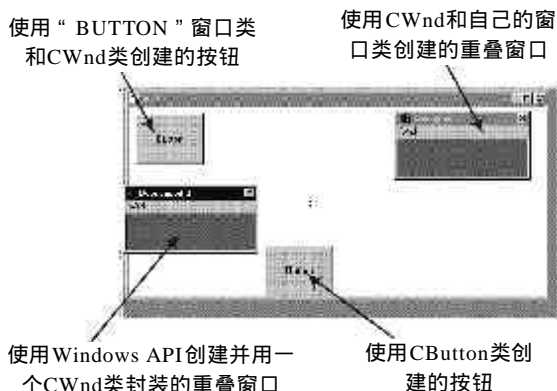 使用“ BUTTON ”窗口类
和CWnd类创建的按钮
使用CWnd和自己的窗
口类创建的重叠窗口
使用Windows API创建并用一
个CWnd类封装的重叠窗口
使用CButton类创
建的按钮